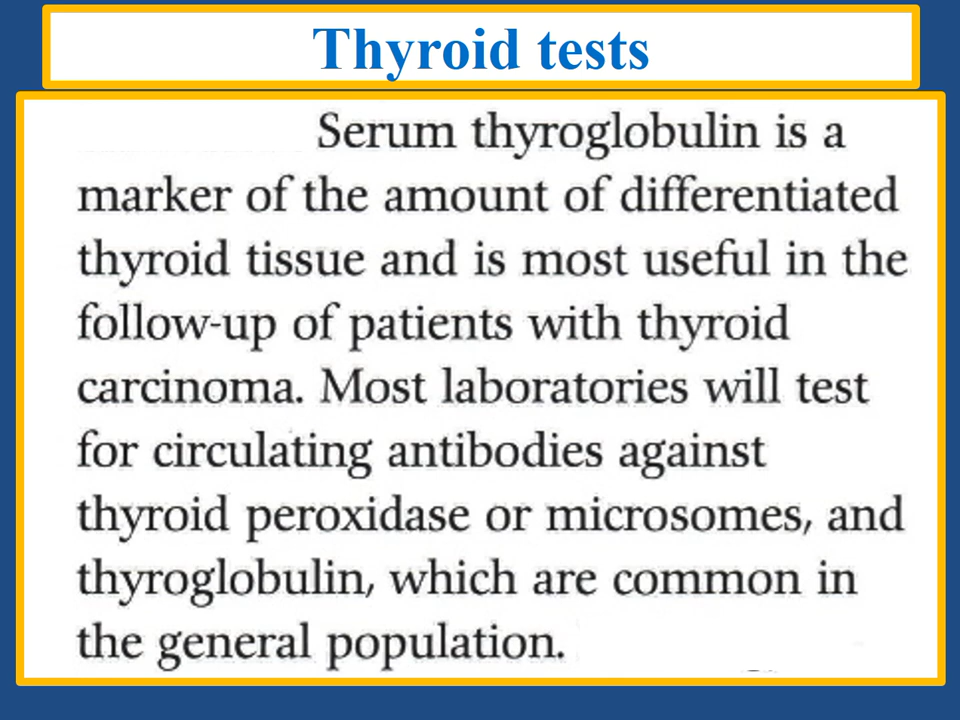 Thyroid tests
Serum thyroglobulin is a
marker of the amount of differentiated
thyroid tissue and is most useful in the
follow-up of patients with thyroid
carcinoma. Most laboratories will test
for circulating antibodies against
thyroid peroxidase or microsomes, and
thyroglobulin, which are common in
the general population.